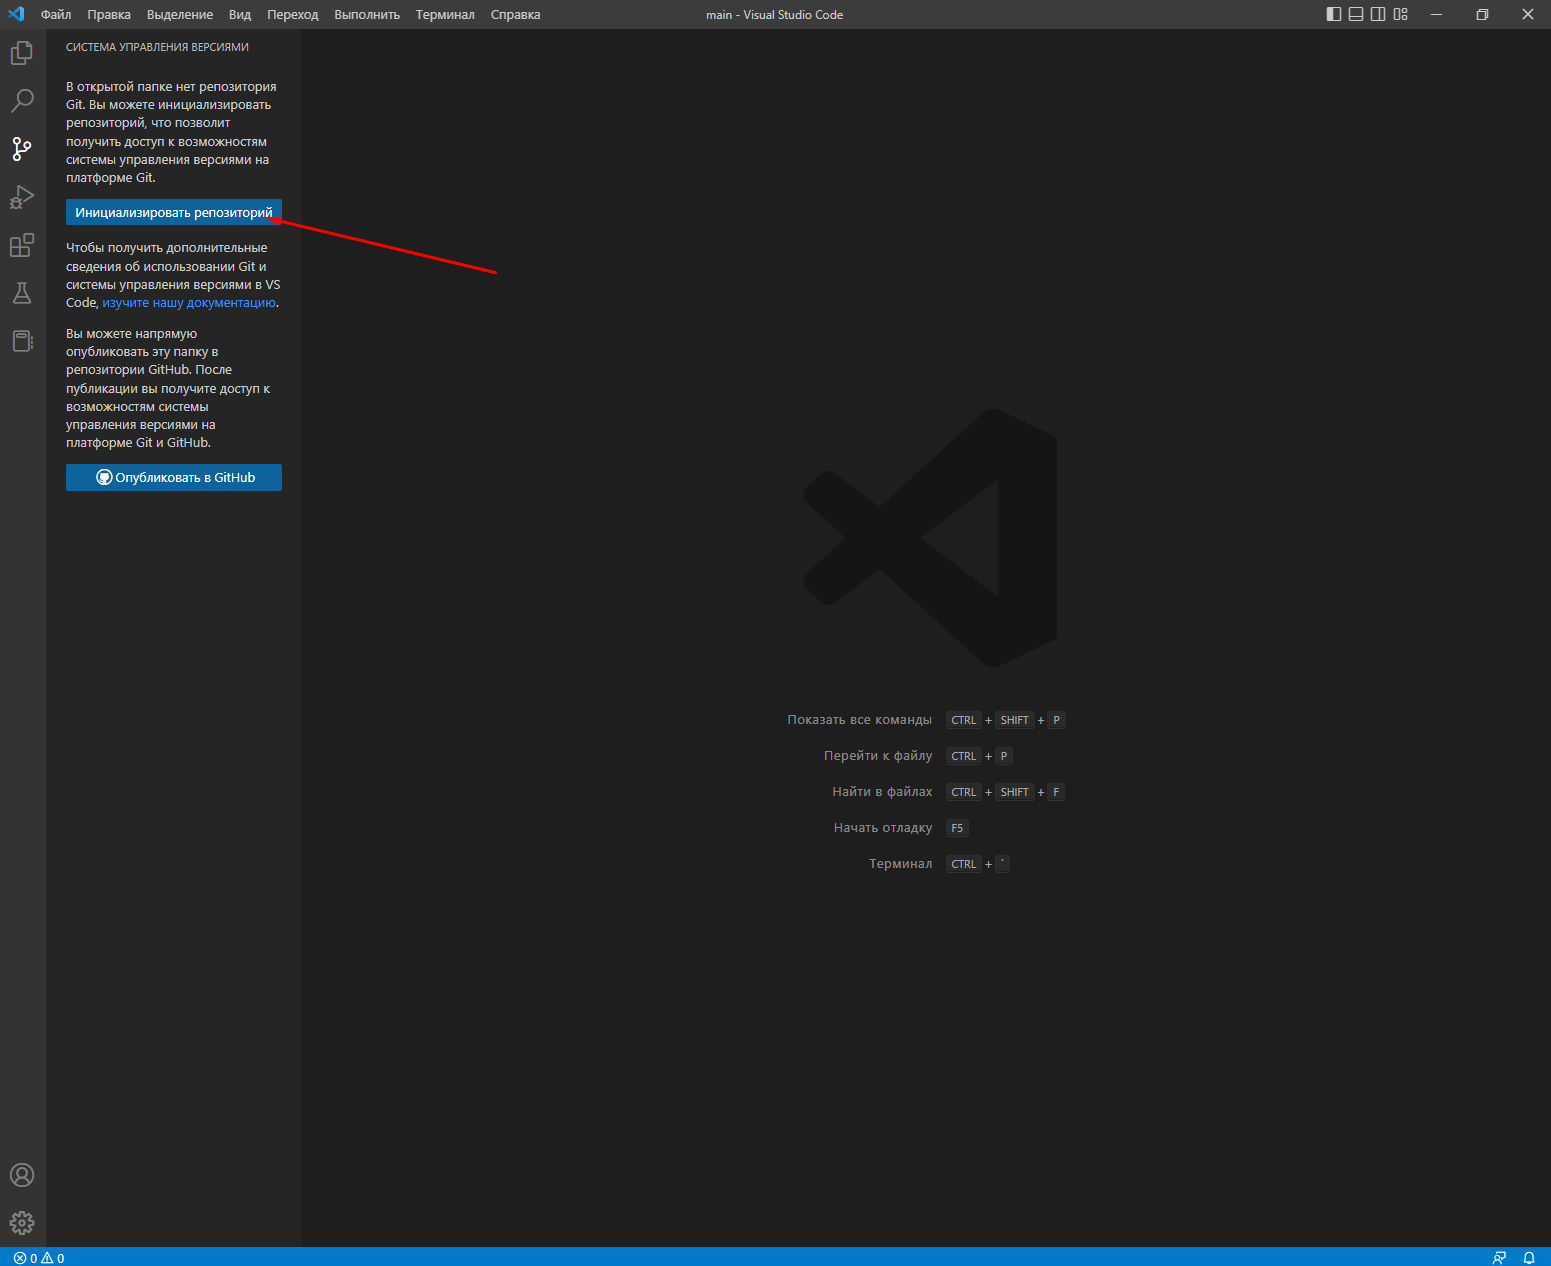 Файл Правка Выделение Вид Переход Выполнить Терминал Справка
main - Visual Studio Code
СИСТЕМА УПРАВЛЕНИЯ ВЕРСИЯМИ
В открытой папке нет репозитория
Git. Вы можете инициализировать
репозиторий, что позволит
получить доступ к возможностям
системы управления версиями на
платформе Git.
Инициализировать репозиторий
Чтобы получить дополнительные
сведения об использовании Git и
системы управления версиями в VS
Code, изучите нашу документацию.
Вы можете напрямую
опубликовать эту папку в
репозитории GitHub. После
публикации вы получите доступ к
возможностям системы
управления версиями на
платформе Git и GitHub.
Опубликовать в GitHub
Показать все команды CTRL + SHIFT + P
Перейти к файлу CTRL + P
Найти в файлах CTRL + SHIFT + F
Начать отладку F5
Терминал CTRL + `
0 0